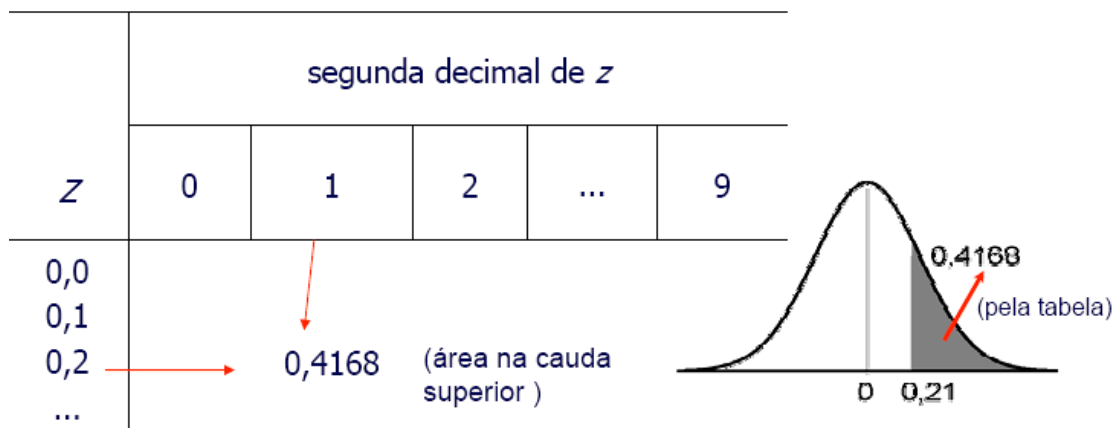 segunda decimal de z
z 0 1 2 ... 9
0,0
0,1
0,2 0,4168 (área na cauda
superior )
...
0,4168
(pela tabela)
0 0,21